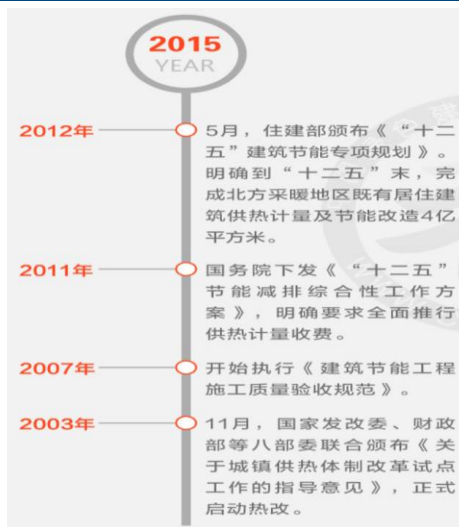 2015
YEAR
2012年
5月，住建部颁布《“十二
五”建筑节能专项规划》。
明确到“十二五”末，完
成北方采暖地区既有居住建
筑供热计量及节能改造4亿
平方米。
2011年
国务院下发《“十二五”
节能减排综合性工作方
案》，明确要求全面推行
供热计量收费。
2007年
开始执行《建筑节能工程
施工质量验收规范》。
2003年
11月，国家发改委、财政
部等八部委联合颁布《关
于城镇供热体制改革试点
工作的指导意见》，正式
启动热改。